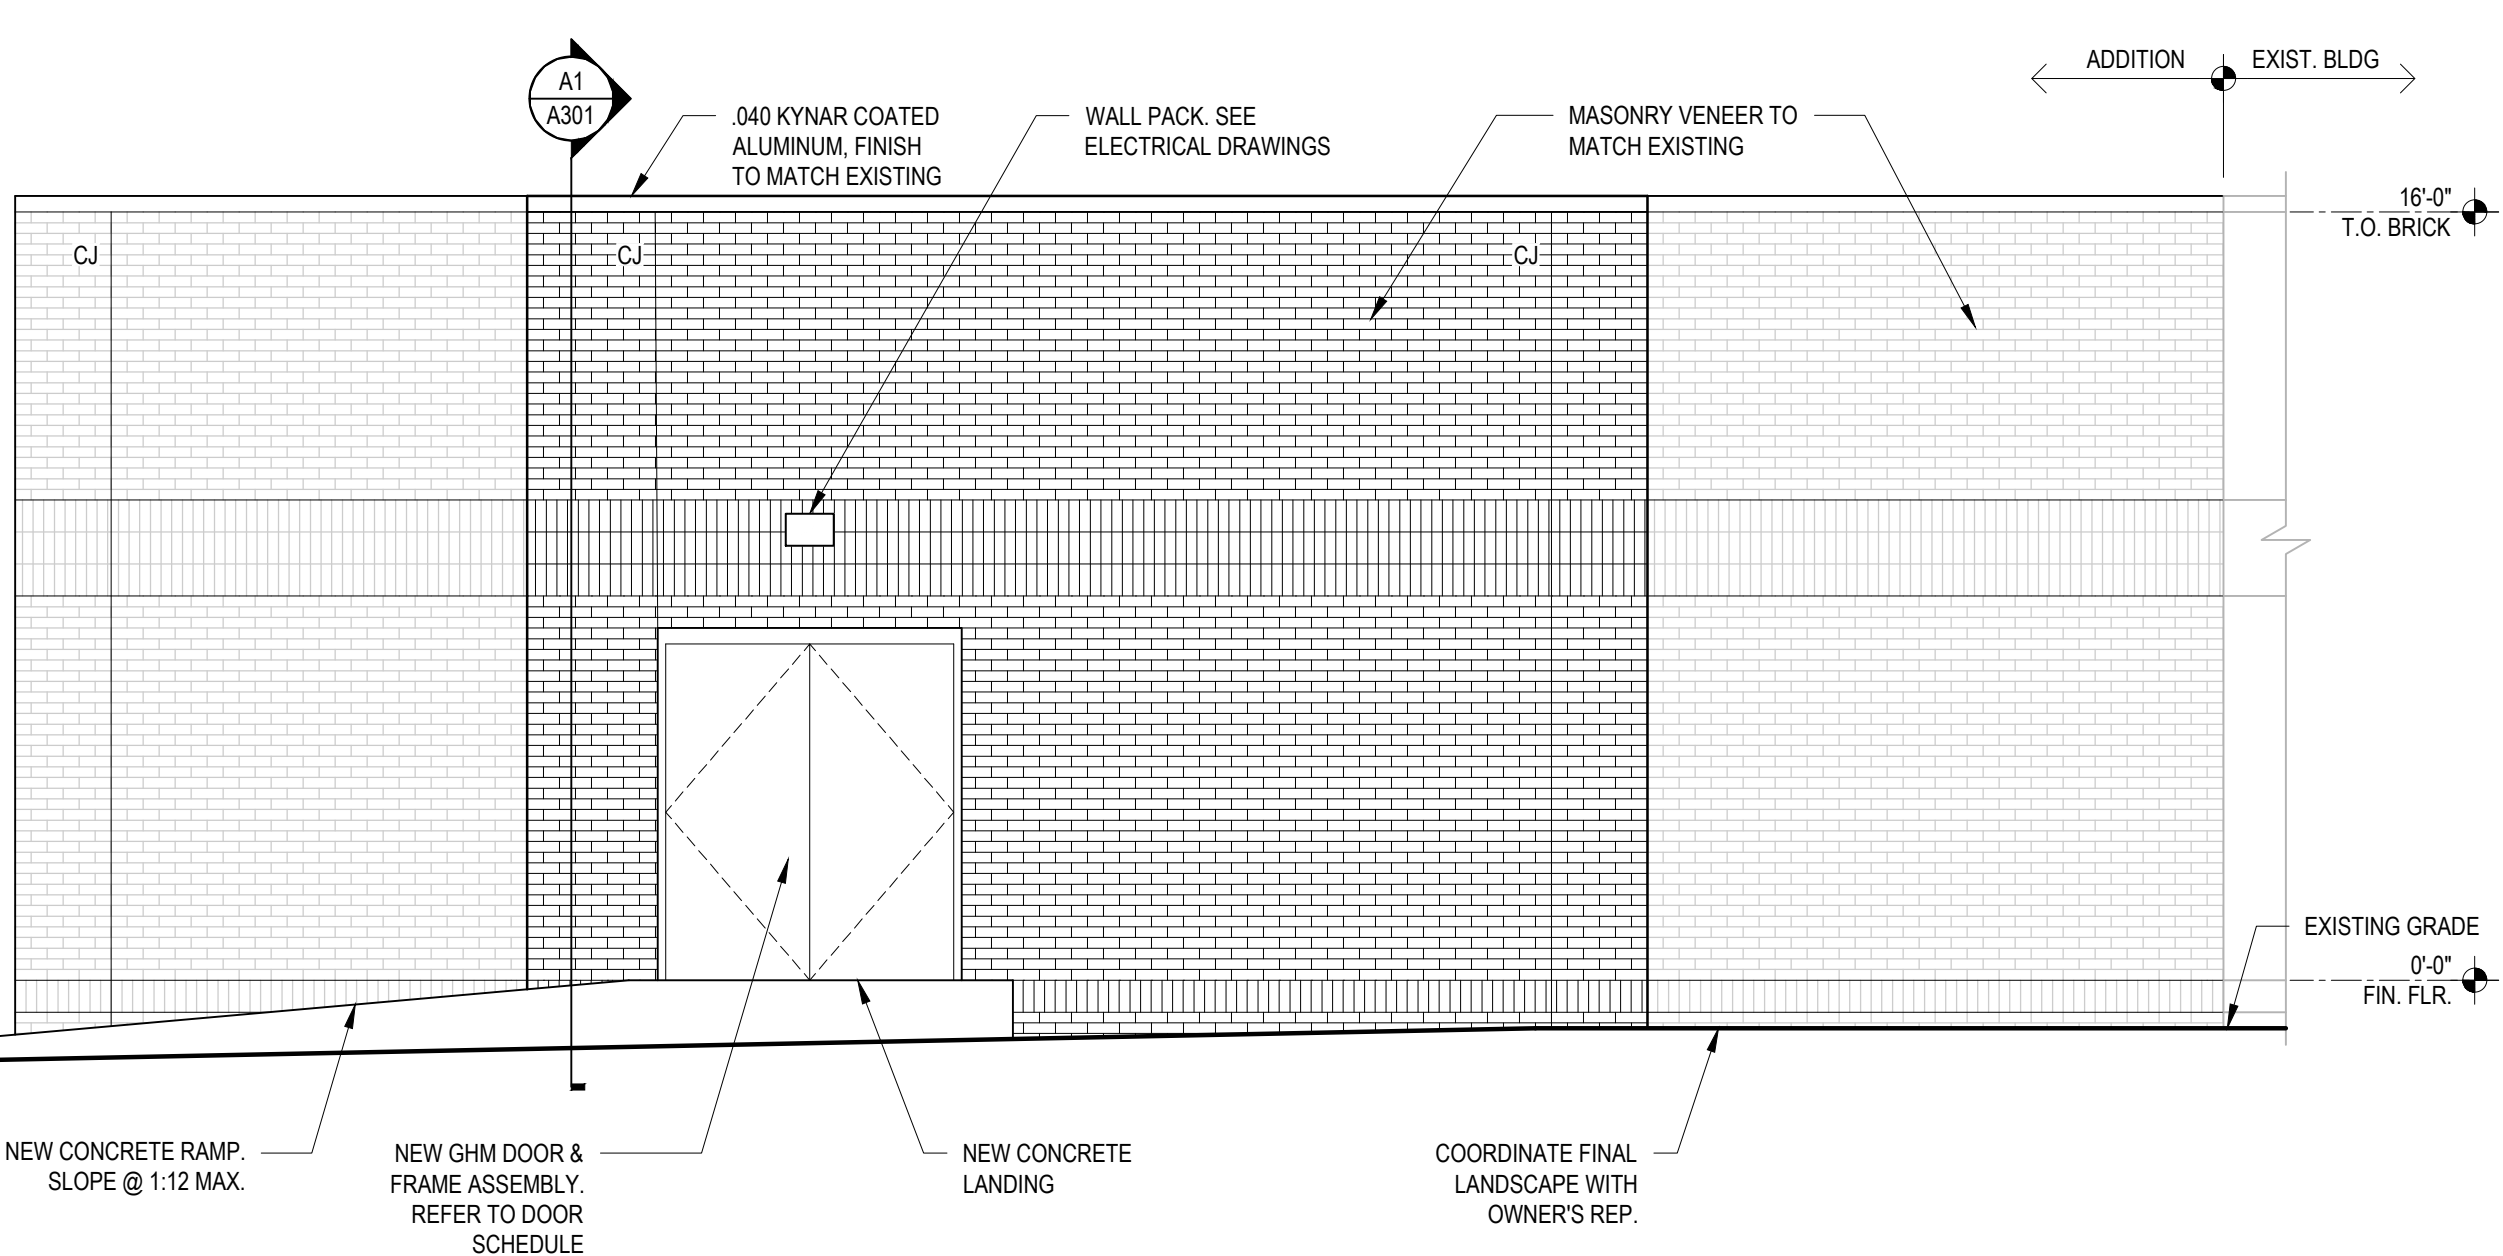 ADDITION
EXIST. BLDG
A1
A301
.040 KYNAR COATED
ALUMINUM, FINISH
TO MATCH EXISTING
WALL PACK. SEE
ELECTRICAL DRAWINGS
MASONRY VENEER TO
MATCH EXISTING
16'-0"
T.O. BRICK
CJ
CJ
CJ
EXISTING GRADE
0'-0"
FIN. FLR.
NEW CONCRETE RAMP.
SLOPE @ 1:12 MAX.
NEW GHM DOOR &
FRAME ASSEMBLY.
REFER TO DOOR
SCHEDULE
NEW CONCRETE
LANDING
COORDINATE FINAL
LANDSCAPE WITH
OWNER'S REP.